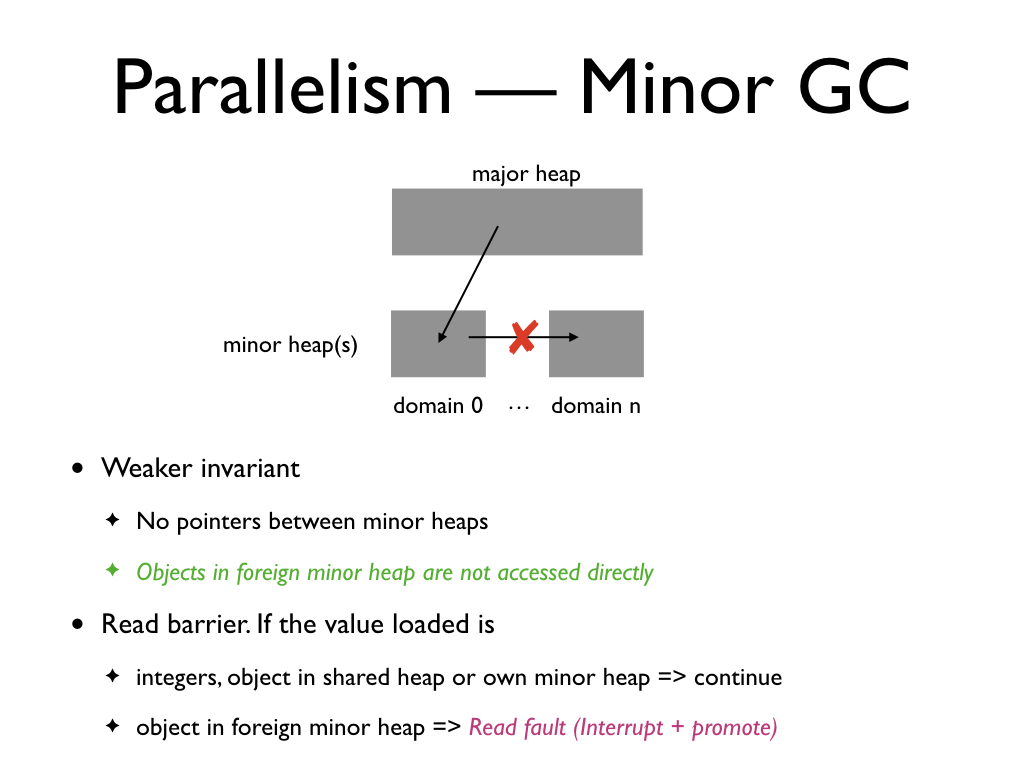 Parallelism — Minor GC
major heap
minor heap(s)
domain 0 … domain n
• Weaker invariant
✦ No pointers between minor heaps
✦ Objects in foreign minor heap are not accessed directly
• Read barrier. If the value loaded is
✦ integers, object in shared heap or own minor heap => continue
✦ object in foreign minor heap => Read fault (Interrupt + promote)